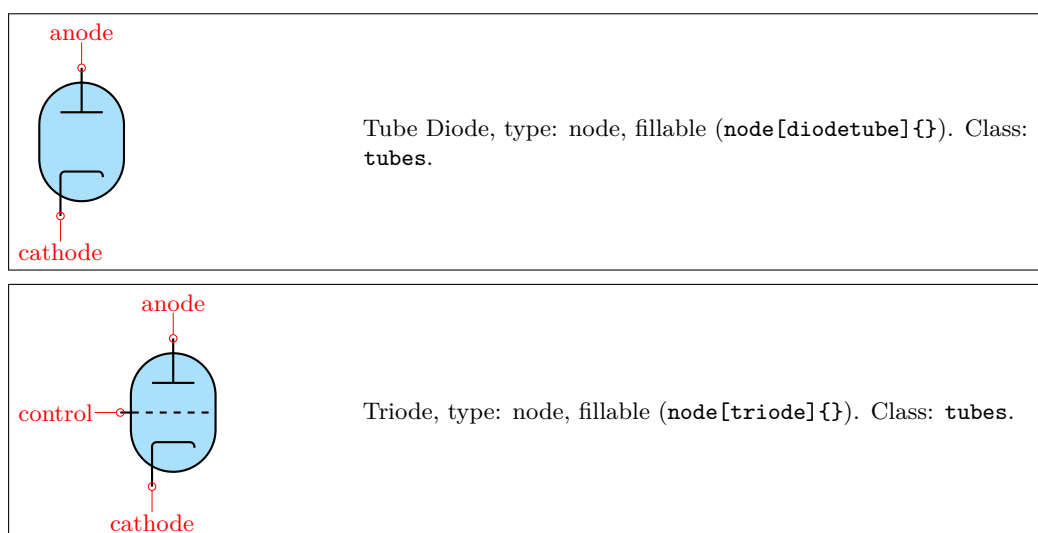 anode
Tube Diode, type: node, fillable (node[diodetube]{}). Class:
tubes.
cathode
anode
control
Triode, type: node, fillable (node[triode]{}). Class: tubes.
cathode